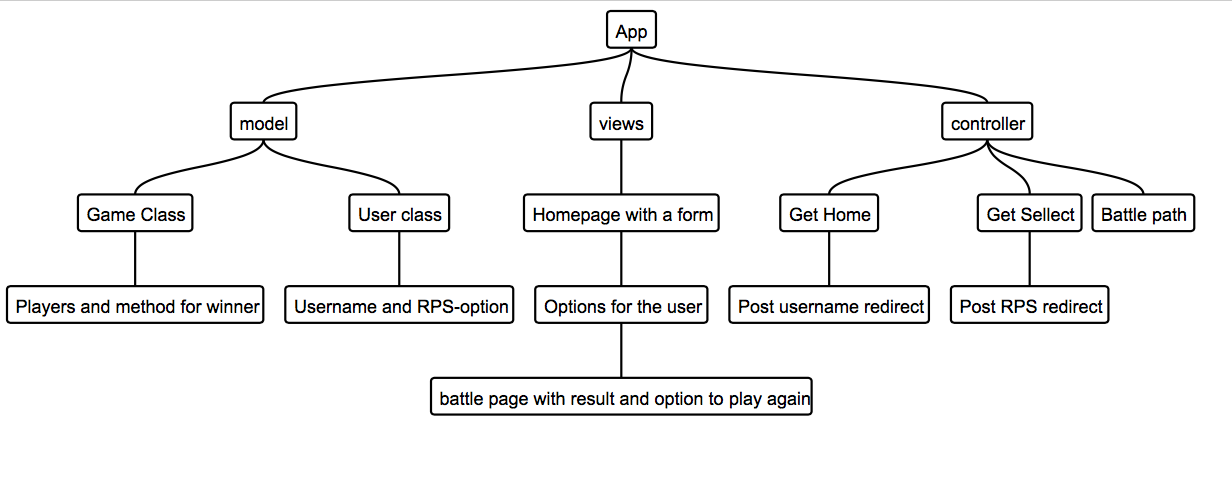 App
model
views
controller
Game Class
User class
Homepage with a form
Get Home
Get Sellect
Battle path
Players and method for winner
Username and RPS-option
Options for the user
Post username redirect
Post RPS redirect
battle page with result and option to play again